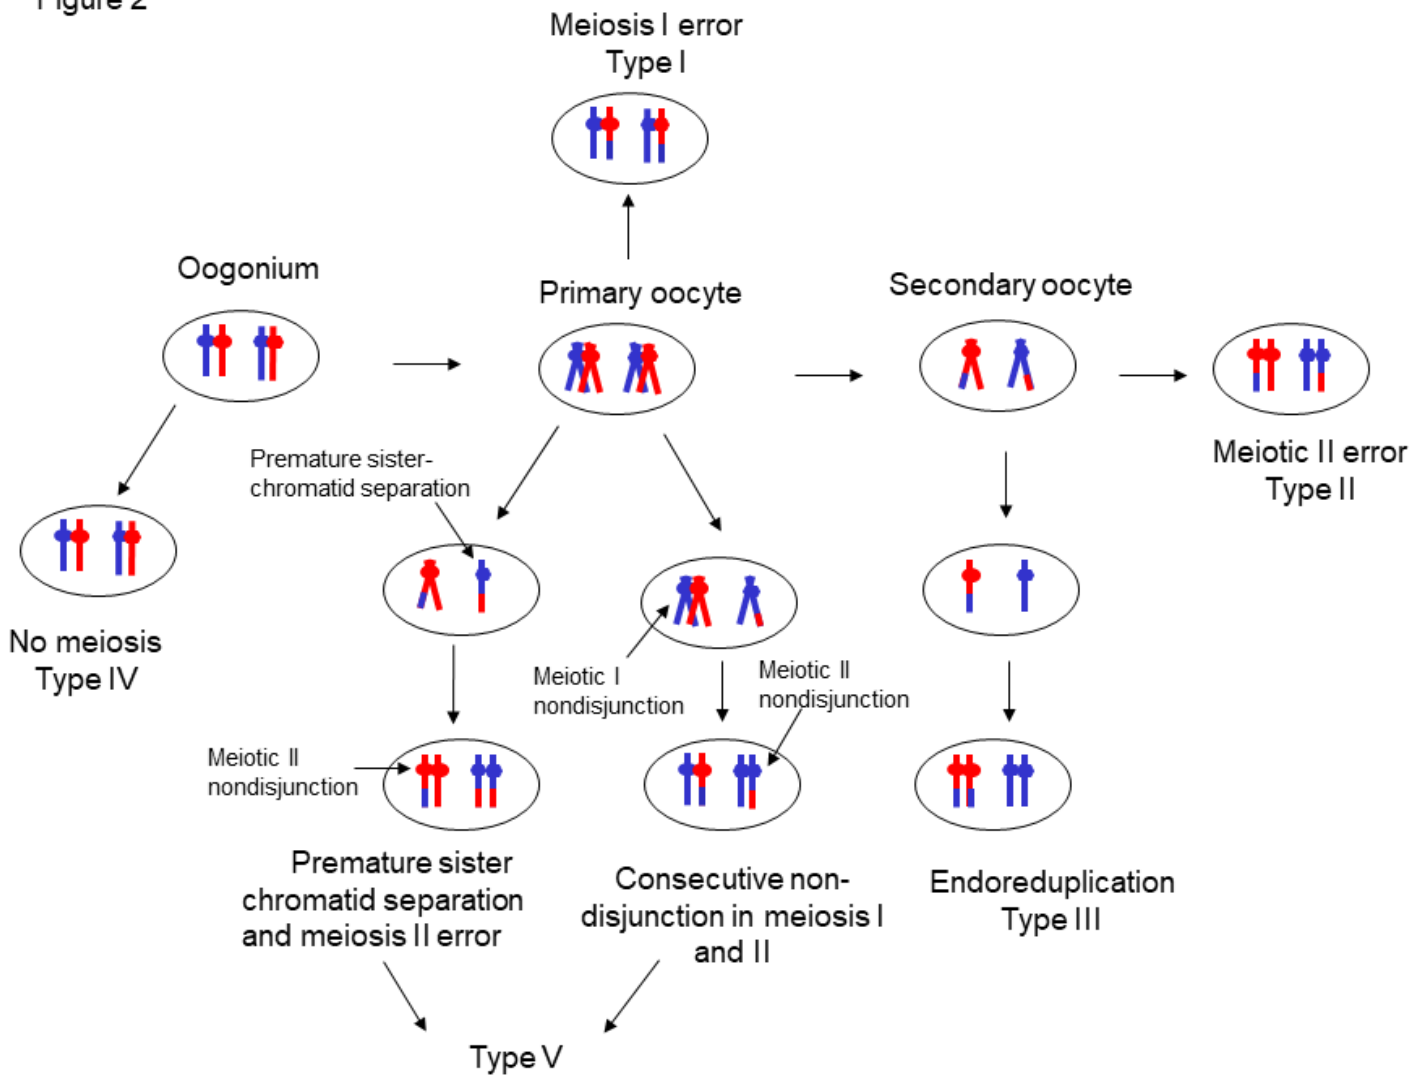 Figure 2
Meiosis I error
Type I
Oogonium
Primary oocyte
Secondary oocyte
Meiotic II error
Type II
Premature sister-
chromatid separation
No meiosis
Type IV
Meiotic I
nondisjunction
Meiotic II
nondisjunction
Meiotic II
nondisjunction
Premature sister
chromatid separation
and meiosis II error
Consecutive non-
disjunction in meiosis I
and II
Endoreduplication
Type III
Type V